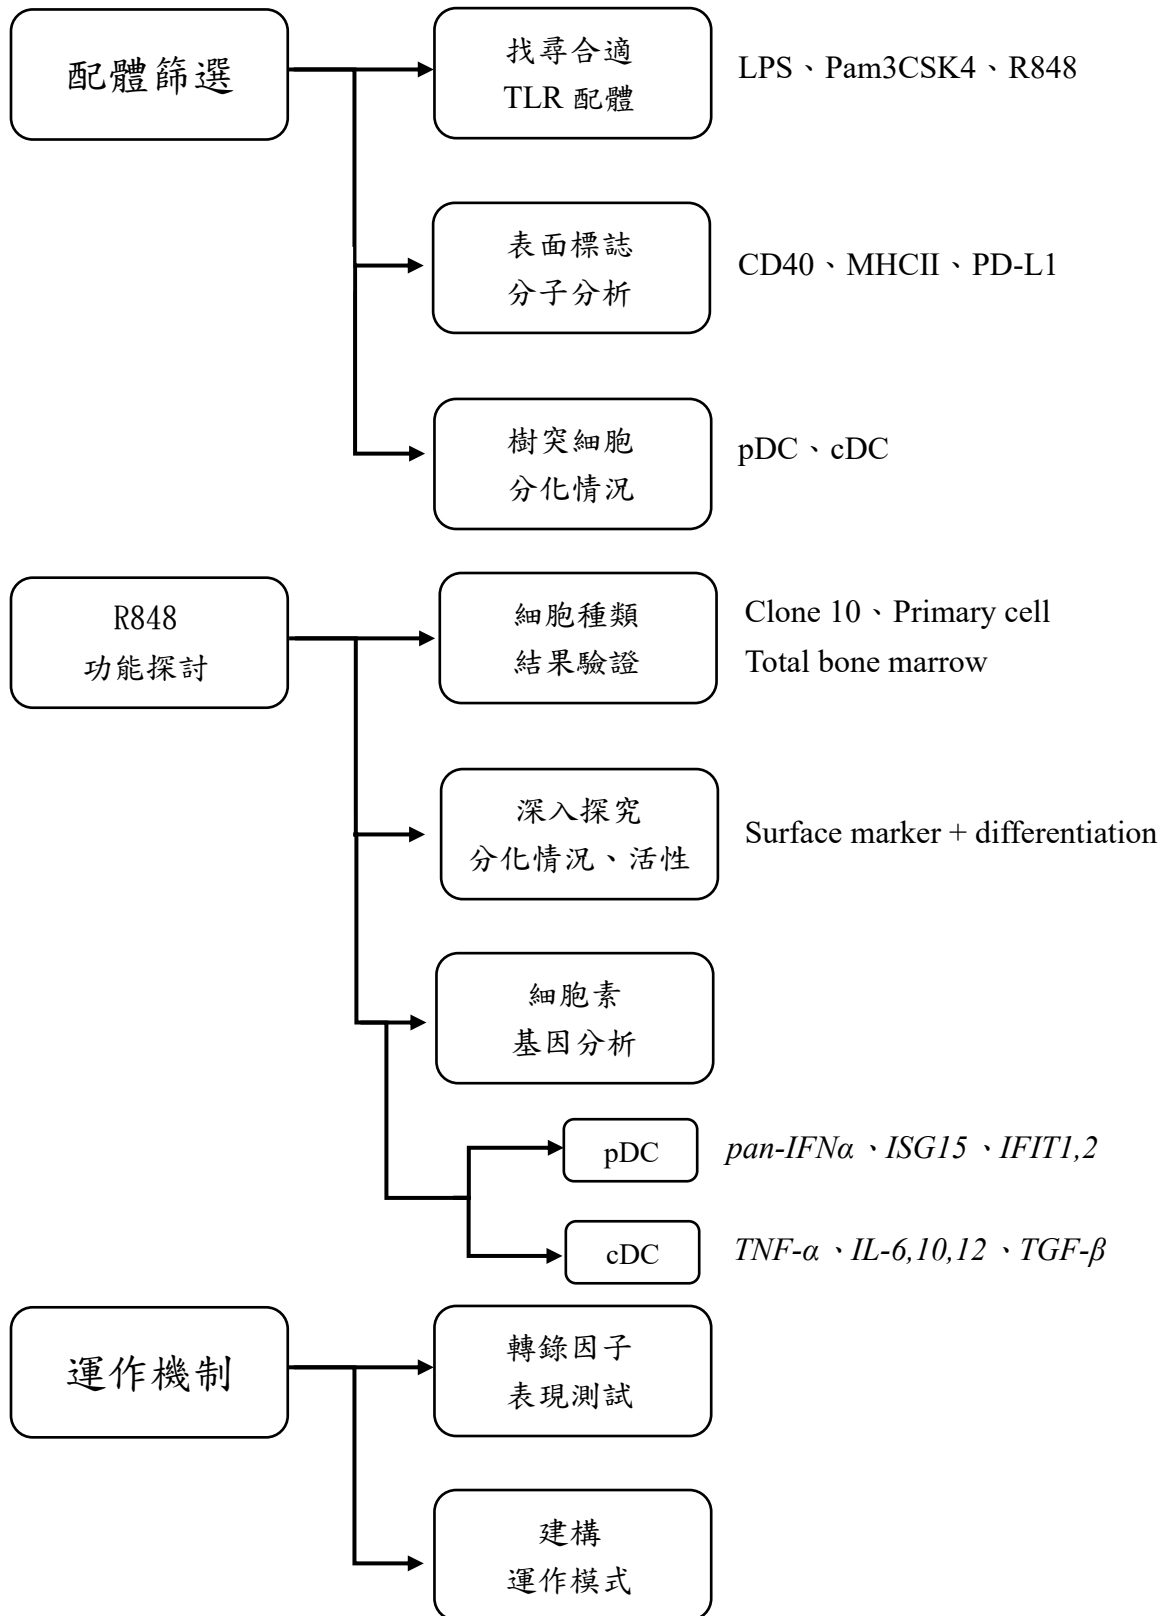 配體篩選
找尋合適
TLR 配體
LPS、Pam3CSK4、R848
表面標誌
分子分析
CD40、MHCII、PD-L1
樹突細胞
分化情況
pDC、cDC
R848
功能探討
細胞種類
結果驗證
Clone 10、Primary cell
Total bone marrow
深入探究
分化情況、活性
Surface marker + differentiation
細胞素
基因分析
pDC
pan-IFNα、ISG15、IFIT1,2
cDC
TNF-α、IL-6,10,12、TGF-β
運作機制
轉錄因子
表現測試
建構
運作模式